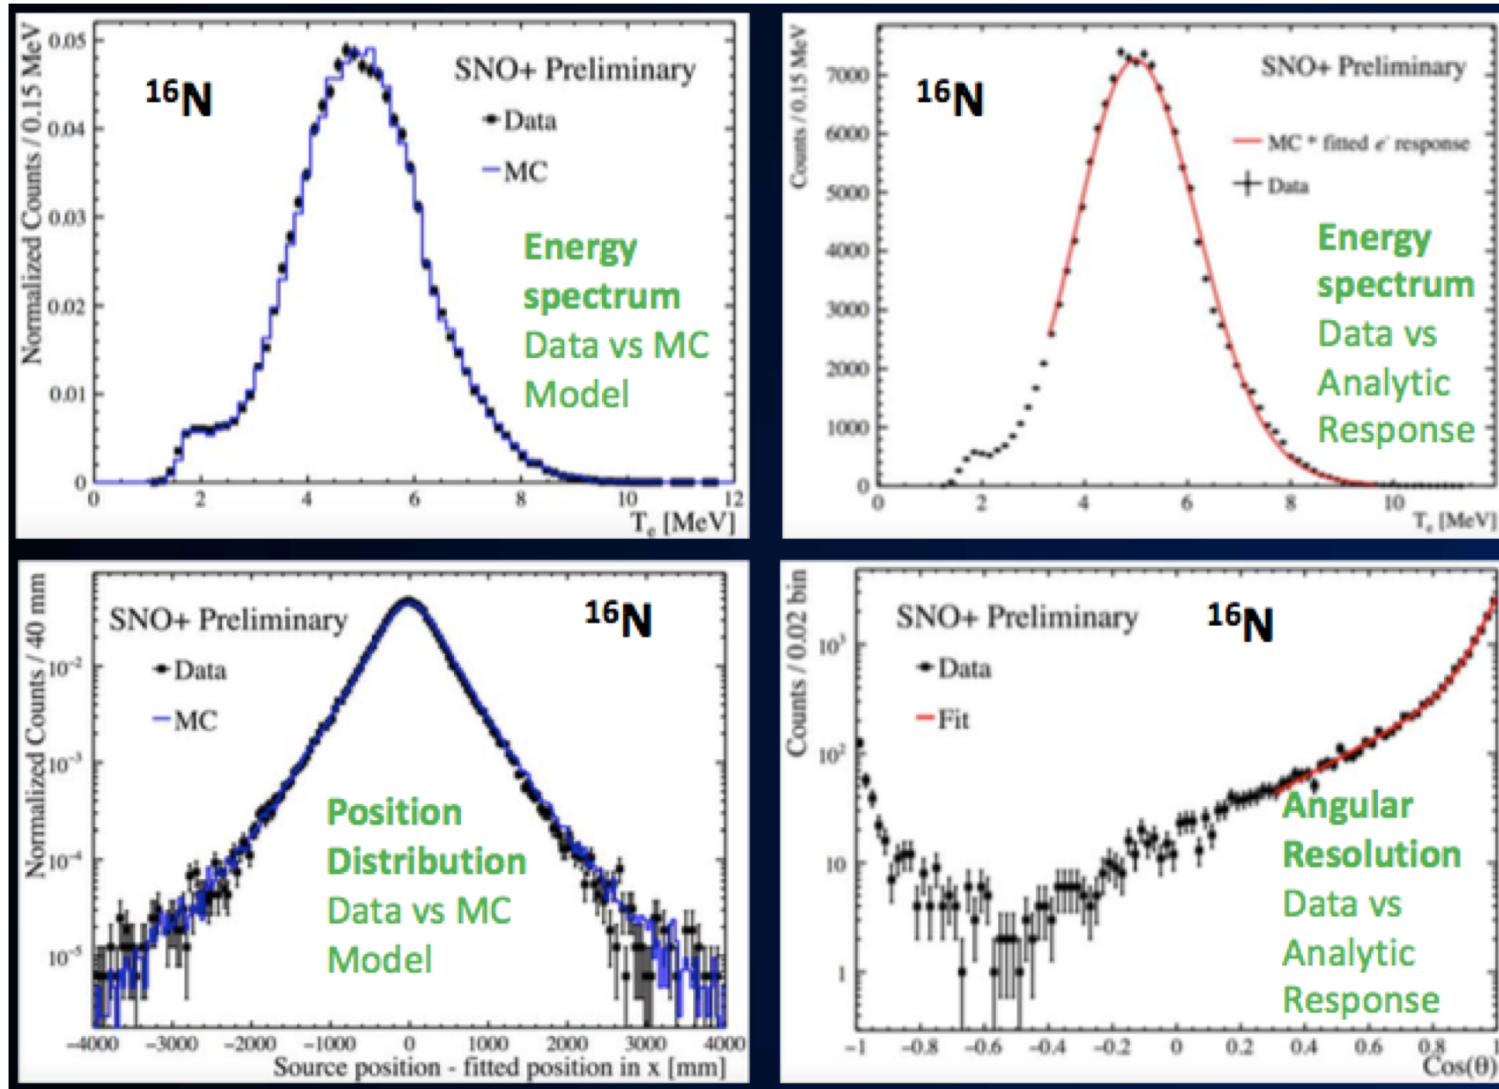 Normalized Counts / 0.15 MeV
0.05
0.04
0.03
0.02
0.01
0
¹⁶N
SNO+ Preliminary
Data
MC
Energy
spectrum
Data vs MC
Model
0 2 4 6 8 10 12
Tₑ [MeV]
Counts / 0.15 MeV
7000
6000
5000
4000
3000
2000
1000
0
¹⁶N
SNO+ Preliminary
MC * fitted e⁻ response
Data
Energy
spectrum
Data vs
Analytic
Response
0 2 4 6 8 10
Tₑ [MeV]
Normalized Counts / 40 mm
10⁻²
10⁻³
10⁻⁴
10⁻⁵
SNO+ Preliminary
¹⁶N
Data
MC
Position
Distribution
Data vs MC
Model
−4000 −3000 −2000 −1000 0 1000 2000 3000 4000
Source position - fitted position in x [mm]
Counts / 0.02 bin
10³
10²
10
1
SNO+ Preliminary
¹⁶N
Data
Fit
Angular
Resolution
Data vs
Analytic
Response
−1 −0.8 −0.6 −0.4 −0.2 0 0.2 0.4 0.6 0.8 1
Cos(θ)